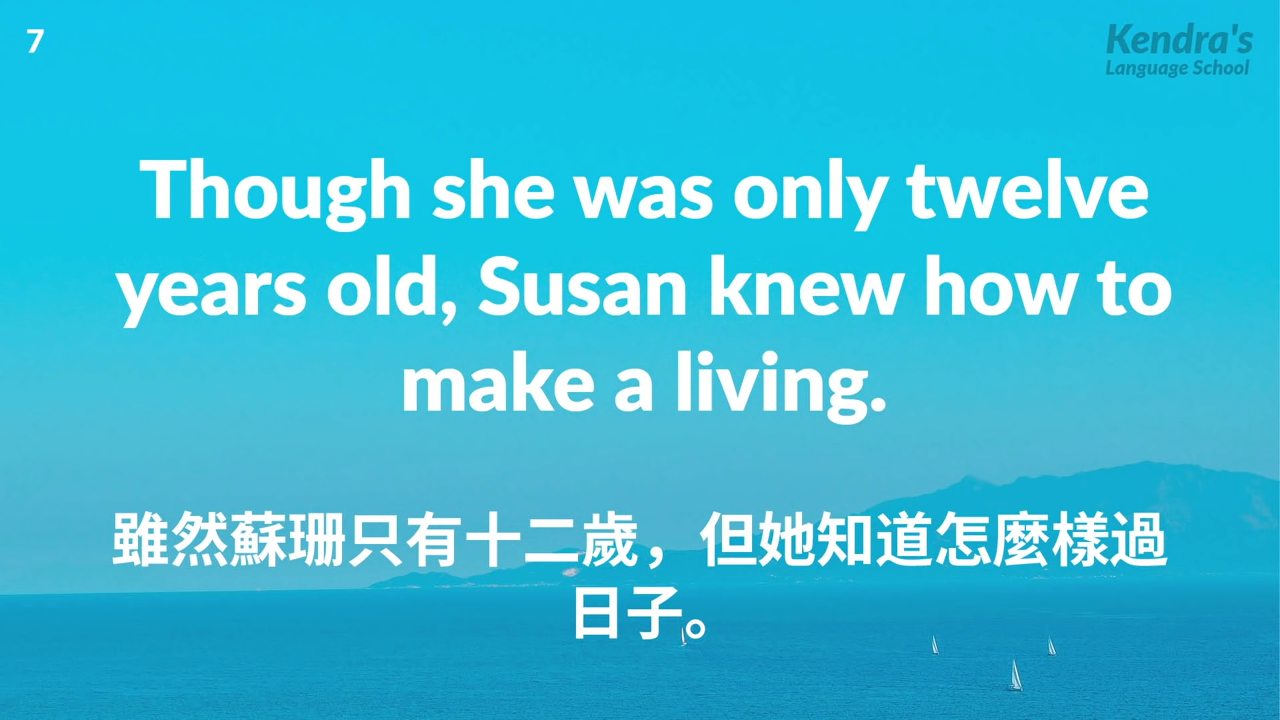 7
Kendra's
Language School
Though she was only twelve
years old, Susan knew how to
make a living.
雖然蘇珊只有十二歲，但她知道怎麼樣過
日子。